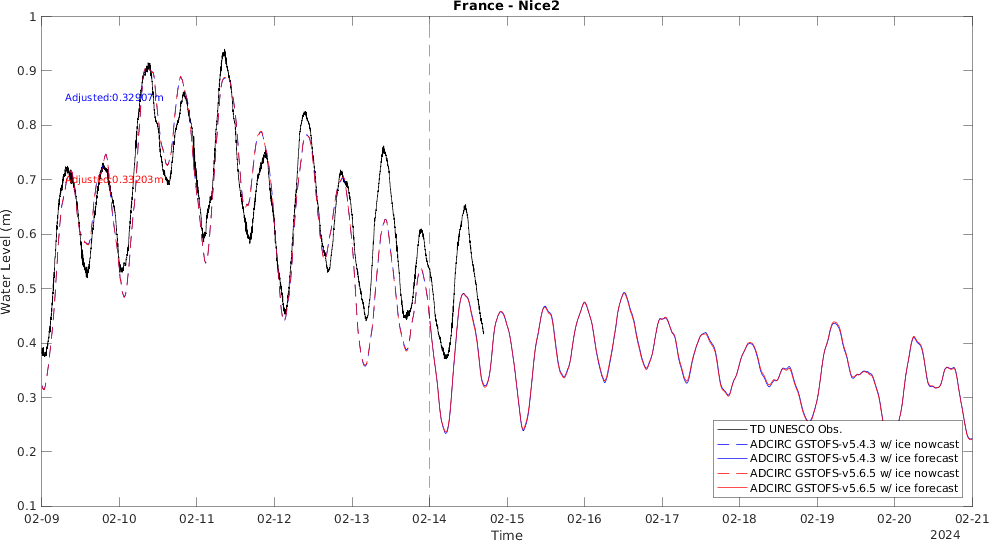 France - Nice2
1
0.9
0.8
0.7
0.6
0.5
0.4
0.3
0.2
0.1
Water Level (m)
Adjusted:0.32907m
Adjusted:0.33203m
TD UNESCO Obs.
ADCIRC GSTOFS-v5.4.3 w/ ice nowcast
ADCIRC GSTOFS-v5.4.3 w/ ice forecast
ADCIRC GSTOFS-v5.6.5 w/ ice nowcast
ADCIRC GSTOFS-v5.6.5 w/ ice forecast
02-09 02-10 02-11 02-12 02-13 02-14 02-15 02-16 02-17 02-18 02-19 02-20 02-21
Time
2024